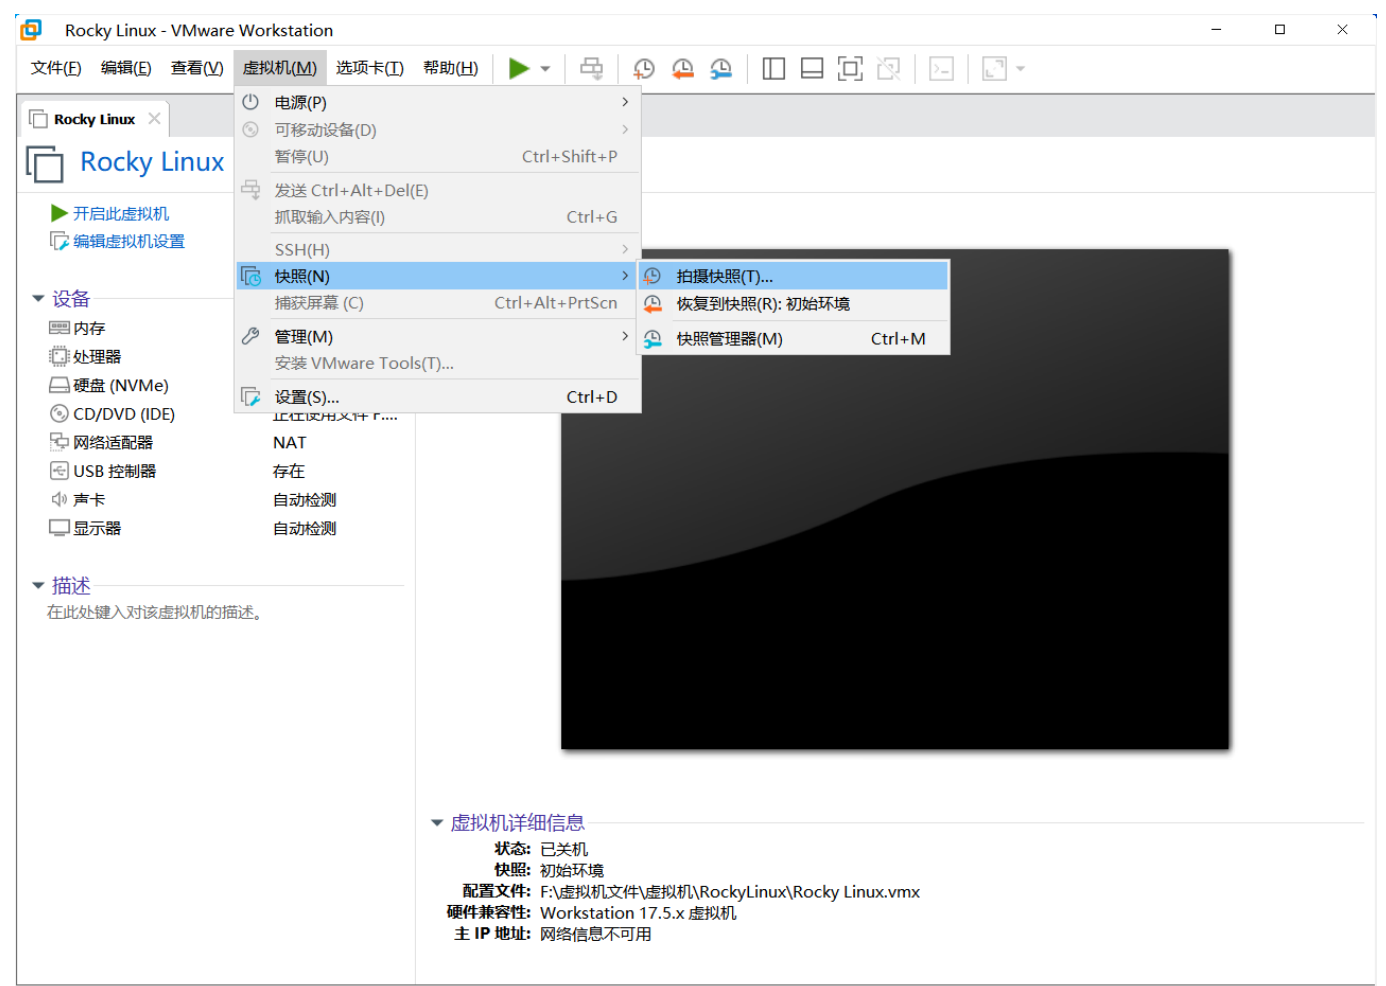 Rocky Linux - VMware Workstation
文件(F) 编辑(E) 查看(V) 虚拟机(M) 选项卡(T) 帮助(H)
Rocky Linux
Rocky Linux
开启此虚拟机
编辑虚拟机设置
设备
内存
处理器
硬盘 (NVMe)
CD/DVD (IDE) 正在使用文件 F:...
网络适配器 NAT
USB 控制器 存在
声卡 自动检测
显示器 自动检测
描述
在此处键入对该虚拟机的描述。
电源(P)
可移动设备(D)
暂停(U) Ctrl+Shift+P
发送 Ctrl+Alt+Del(E)
抓取输入内容(I) Ctrl+G
SSH(H)
快照(N)
捕获屏幕 (C) Ctrl+Alt+PrtScn
管理(M)
安装 VMware Tools(T)...
设置(S)... Ctrl+D
拍摄快照(T)...
恢复到快照(R): 初始环境
快照管理器(M) Ctrl+M
虚拟机详细信息
状态: 已关机
快照: 初始环境
配置文件: F:\虚拟机文件\虚拟机\RockyLinux\Rocky Linux.vmx
硬件兼容性: Workstation 17.5.x 虚拟机
主 IP 地址: 网络信息不可用